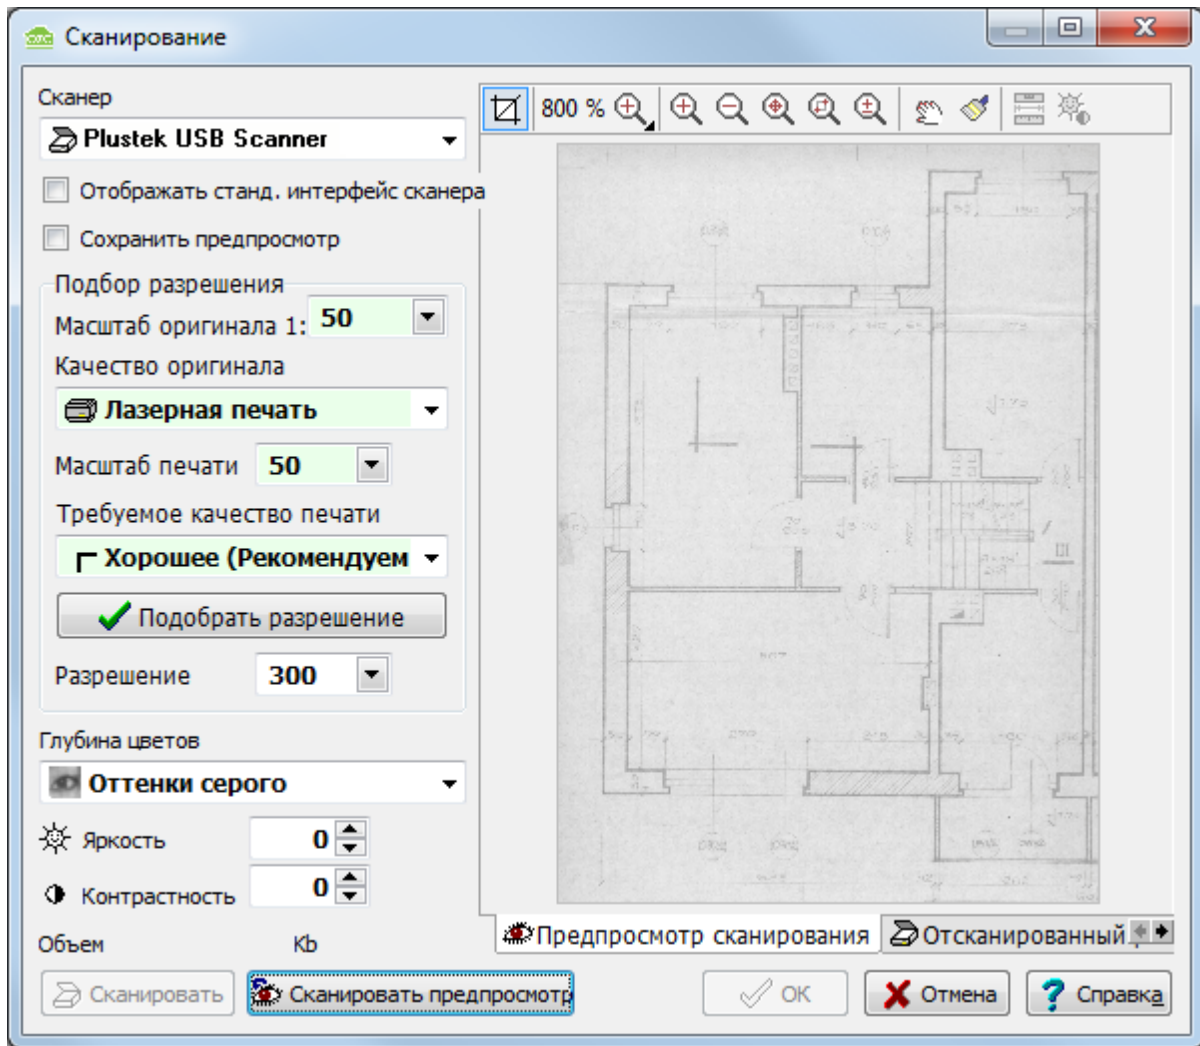 Сканирование
Сканер
Plustek USB Scanner
Отображать станд. интерфейс сканера
Сохранить предпросмотр
Подбор разрешения
Масштаб оригинала 1: 50
Качество оригинала
Лазерная печать
Масштаб печати 50
Требуемое качество печати
Хорошее (Рекомендуем
Подобрать разрешение
Разрешение 300
Глубина цветов
Оттенки серого
Яркость 0
Контрастность 0
Объем Kb
800 %
Предпросмотр сканирования
Отсканированный
Сканировать
Сканировать предпросмотр
ОК
Отмена
Справка